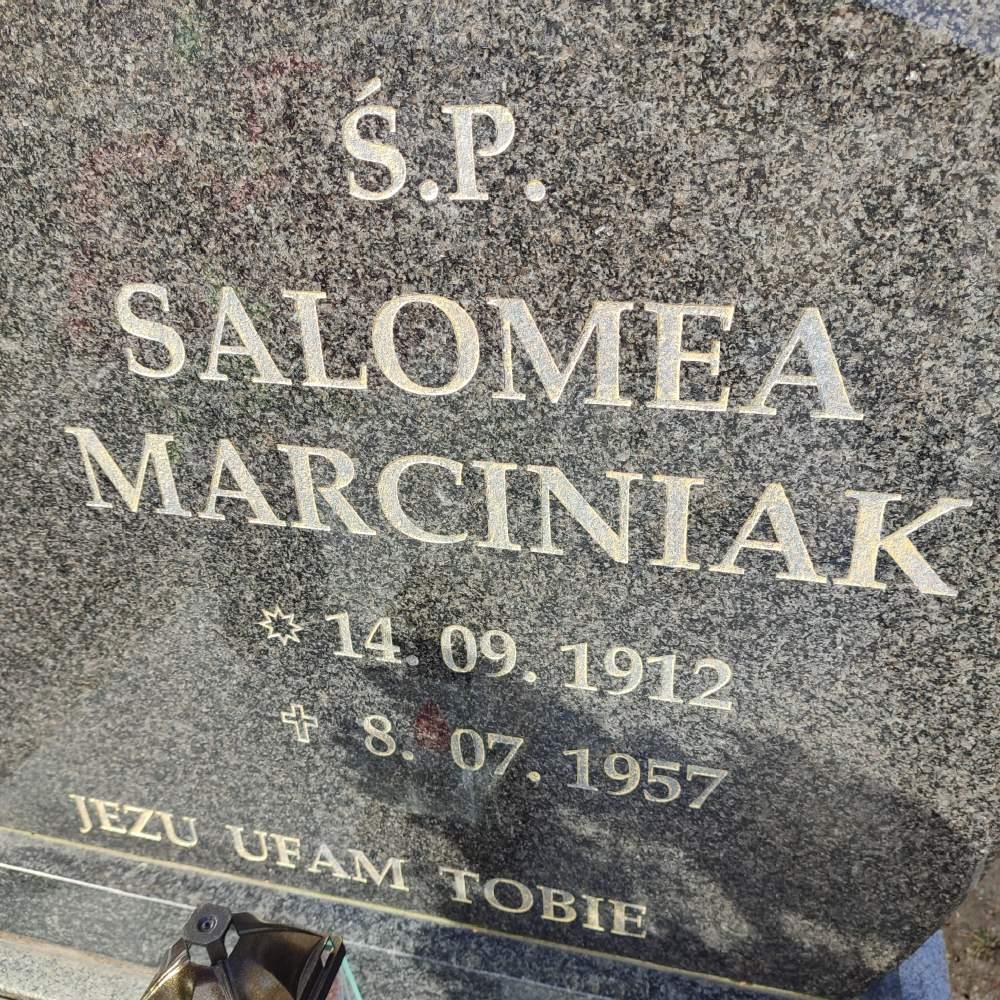 Ś.P.
SALOMEA
MARCINIAK
14. 09. 1912
8. 07. 1957
JEZU UFAM TOBIE